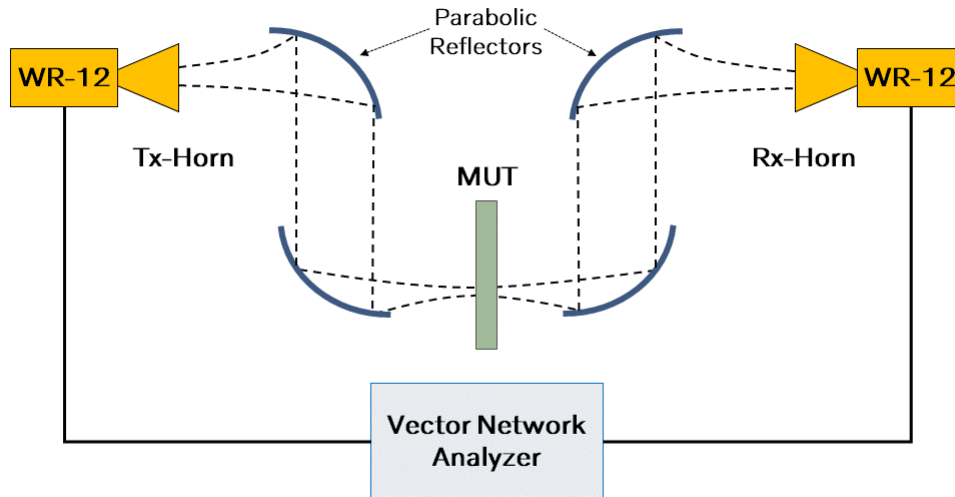 Parabolic
Reflectors
WR-12
WR-12
Tx-Horn
Rx-Horn
MUT
Vector Network
Analyzer